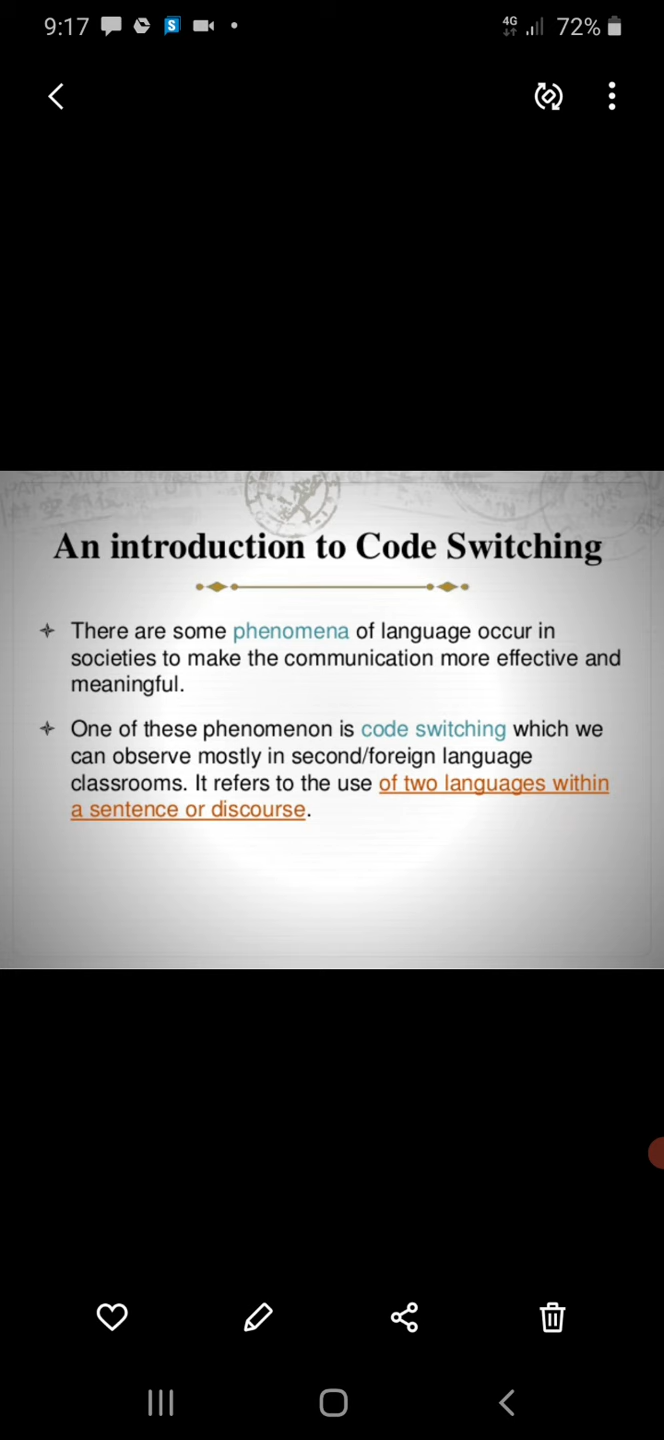 9:17
S
4G
72%
PAR AVION
An introduction to Code Switching
There are some phenomena of language occur in
societies to make the communication more effective and
meaningful.
One of these phenomenon is code switching which we
can observe mostly in second/foreign language
classrooms. It refers to the use of two languages within
a sentence or discourse.